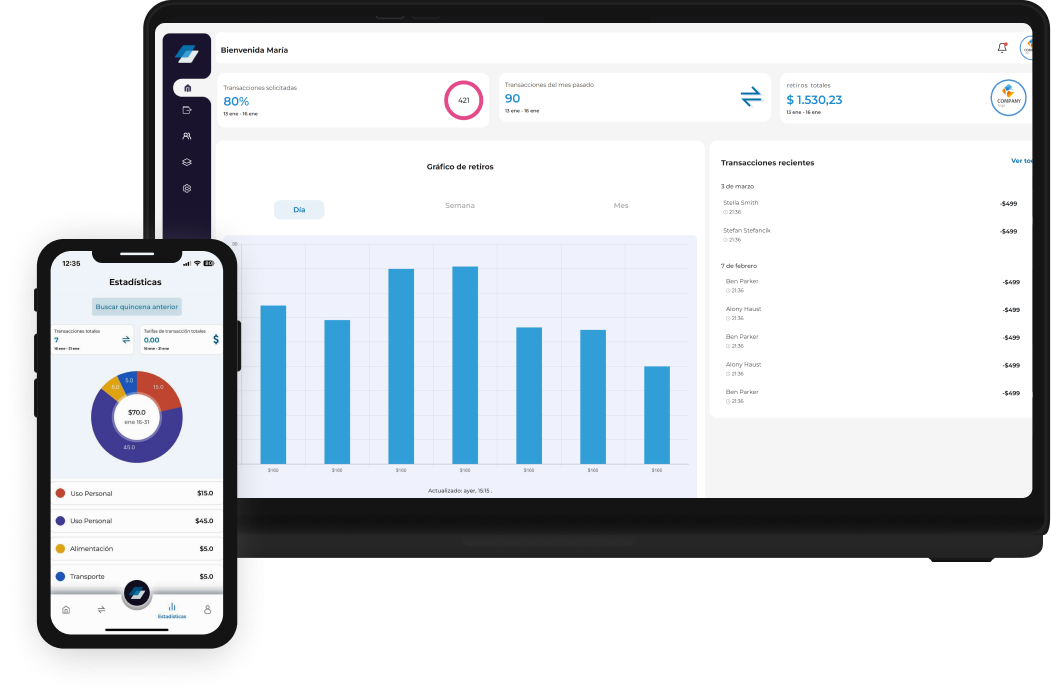 Bienvenida María
Transacciones solicitadas
80%
13 ene - 16 ene
421
Transacciones del mes pasado
90
13 ene - 16 ene
retiros totales
$ 1.530,23
13 ene - 16 ene
COMPANY
Gráfico de retiros
Día
Semana
Mes
$100 $100 $100 $100 $100 $100 $100
Actualizado: ayer, 15:15 .
Transacciones recientes
Ver to
3 de marzo
Stella Smith -$499
21:36
Stefan Stefancik -$499
21:36
7 de febrero
Ben Parker -$499
21:36
Alony Haust -$499
21:36
Ben Parker -$499
21:36
Alony Haust -$499
21:36
Ben Parker -$499
21:36
12:35
Estadísticas
Buscar quincena anterior
Transacciones totales
7
16 ene - 31 ene
Tarifas de transacción totales
0.00
16 ene - 31 ene
$
5.0
5.0
15.0
45.0
$70.0
ene 16-31
Uso Personal $15.0
Uso Personal $45.0
Alimentación $5.0
Transporte $5.0
Estadísticas